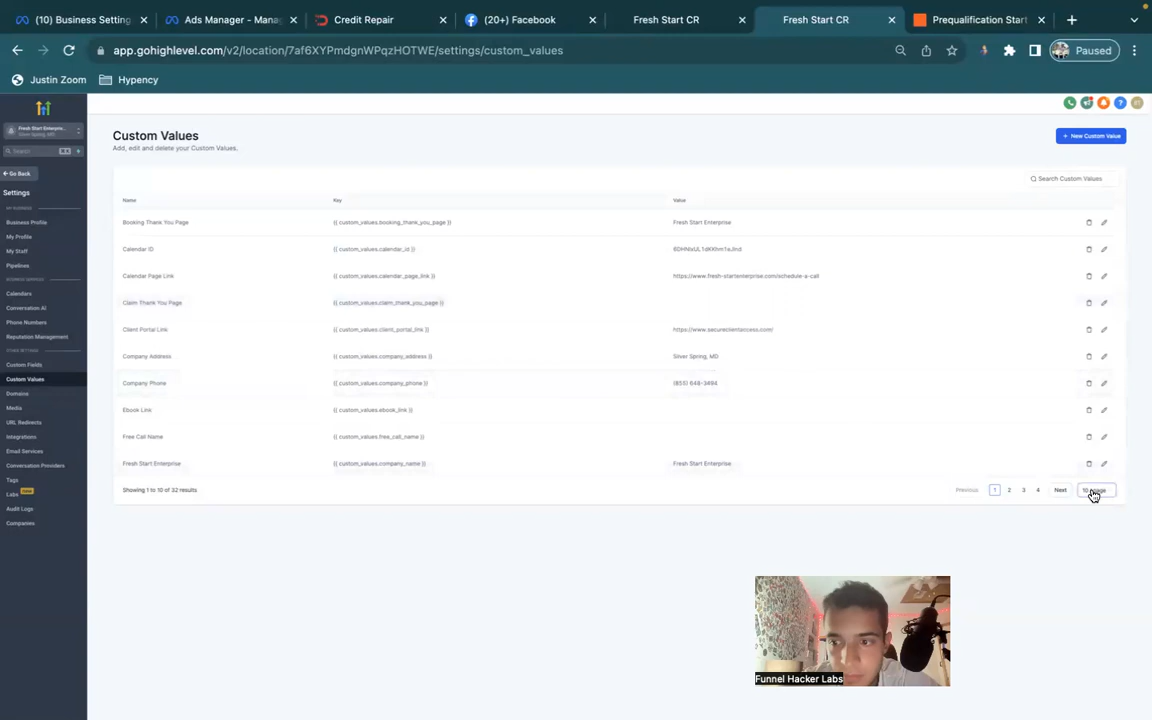 (10) Business Setting
Ads Manager - Mana
Credit Repair
(20+) Facebook
Fresh Start CR
Fresh Start CR
Prequalification Start
app.gohighlevel.com/v2/location/7af6XYPmdgnWPqzHOTWE/settings/custom_values
Paused
Justin Zoom
Hypency
Fresh Start Enterpris...
Silver Spring, MD
Search
Go Back
Settings
MY BUSINESS
Business Profile
My Profile
My Staff
Pipelines
BUSINESS SERVICES
Calendars
Conversation AI
Phone Numbers
Reputation Management
OTHER SETTINGS
Custom Fields
Custom Values
Domains
Media
URL Redirects
Integrations
Email Services
Conversation Providers
Tags
Labs new
Audit Logs
Companies
Custom Values
Add, edit and delete your Custom Values.
+ New Custom Value
Search Custom Values
Name Key Value
Booking Thank You Page {{ custom_values.booking_thank_you_page }} Fresh Start Enterprise
Calendar ID {{ custom_values.calendar_id }}
Calendar Page Link {{ custom_values.calendar_page_link }} https://www.fresh-startenterprise.com/schedule-a-call
Claim Thank You Page {{ custom_values.claim_thank_you_page }}
Client Portal Link {{ custom_values.client_portal_link }} https://www.secureclientaccess.com/
Company Address {{ custom_values.company_address }} Silver Spring, MD
Company Phone {{ custom_values.company_phone }} (855) 648-3494
Ebook Link {{ custom_values.ebook_link }}
Free Call Name {{ custom_values.free_call_name }}
Fresh Start Enterprise {{ custom_values.company_name }} Fresh Start Enterprise
Showing 1 to 10 of 32 results
Previous 1 2 3 4 Next
Funnel Hacker Labs